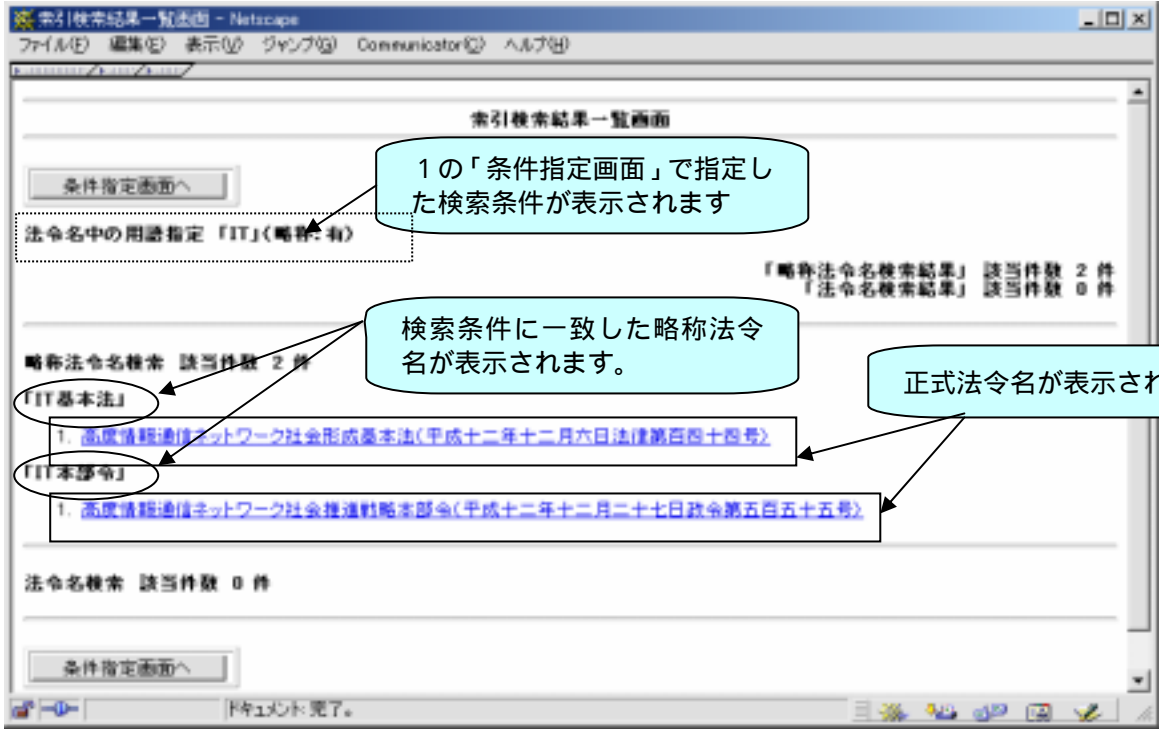 索引検索結果一覧画面 - Netscape
ファイル(F) 編集(E) 表示(V) ジャンプ(G) Communicator(C) ヘルプ(H)
索引検索結果一覧画面
1の「条件指定画面」で指定し
た検索条件が表示されます
条件指定画面へ
法令名中の用語指定 「IT」(略称:有)
「略称法令名検索結果」 該当件数 2 件
「法令名検索結果」 該当件数 0 件
検索条件に一致した略称法令
名が表示されます。
略称法令名検索 該当件数 2 件
正式法令名が表示され
「IT基本法」
1. 高度情報通信ネットワーク社会形成基本法(平成十二年十二月六日法律第百四十四号)
「IT本部令」
1. 高度情報通信ネットワーク社会推進戦略本部令(平成十二年十二月二十七日政令第五百五十五号)
法令名検索 該当件数 0 件
条件指定画面へ
ドキュメント:完了。